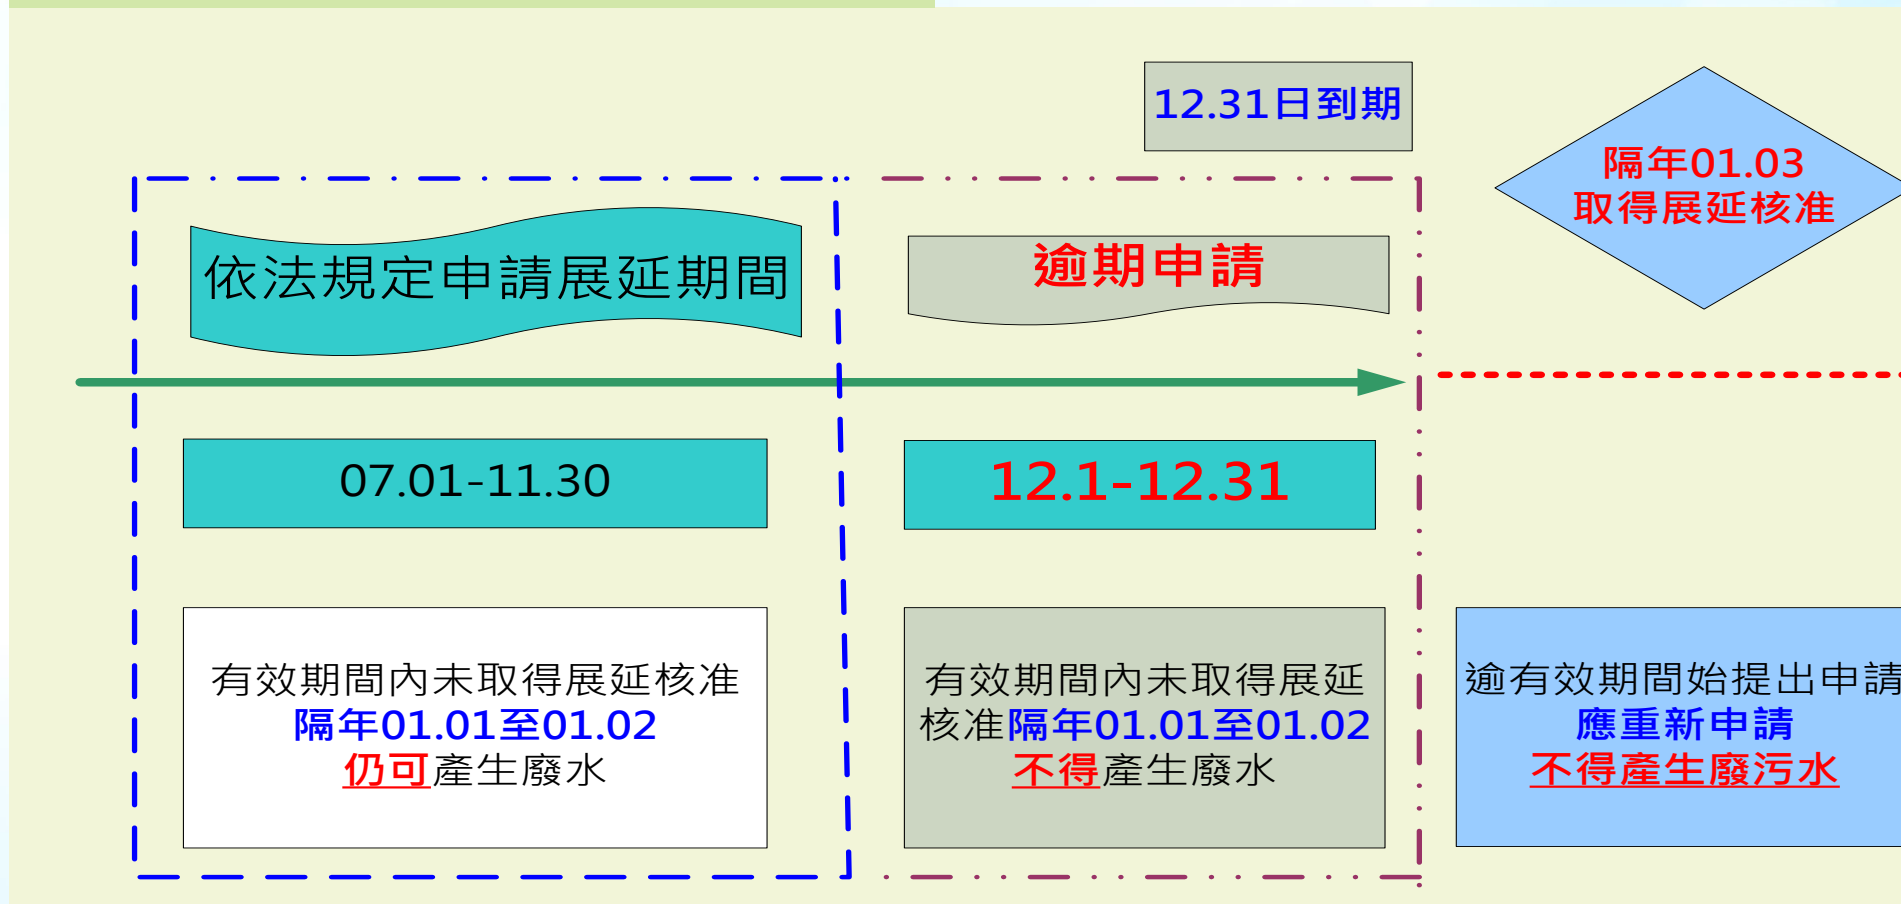 12.31日到期
隔年01.03
取得展延核准
依法規定申請展延期間
逾期申請
07.01-11.30
12.1-12.31
有效期間內未取得展延核准
隔年01.01至01.02
仍可產生廢水
有效期間內未取得展延
核准隔年01.01至01.02
不得產生廢水
逾有效期間始提出申請
應重新申請
不得產生廢污水